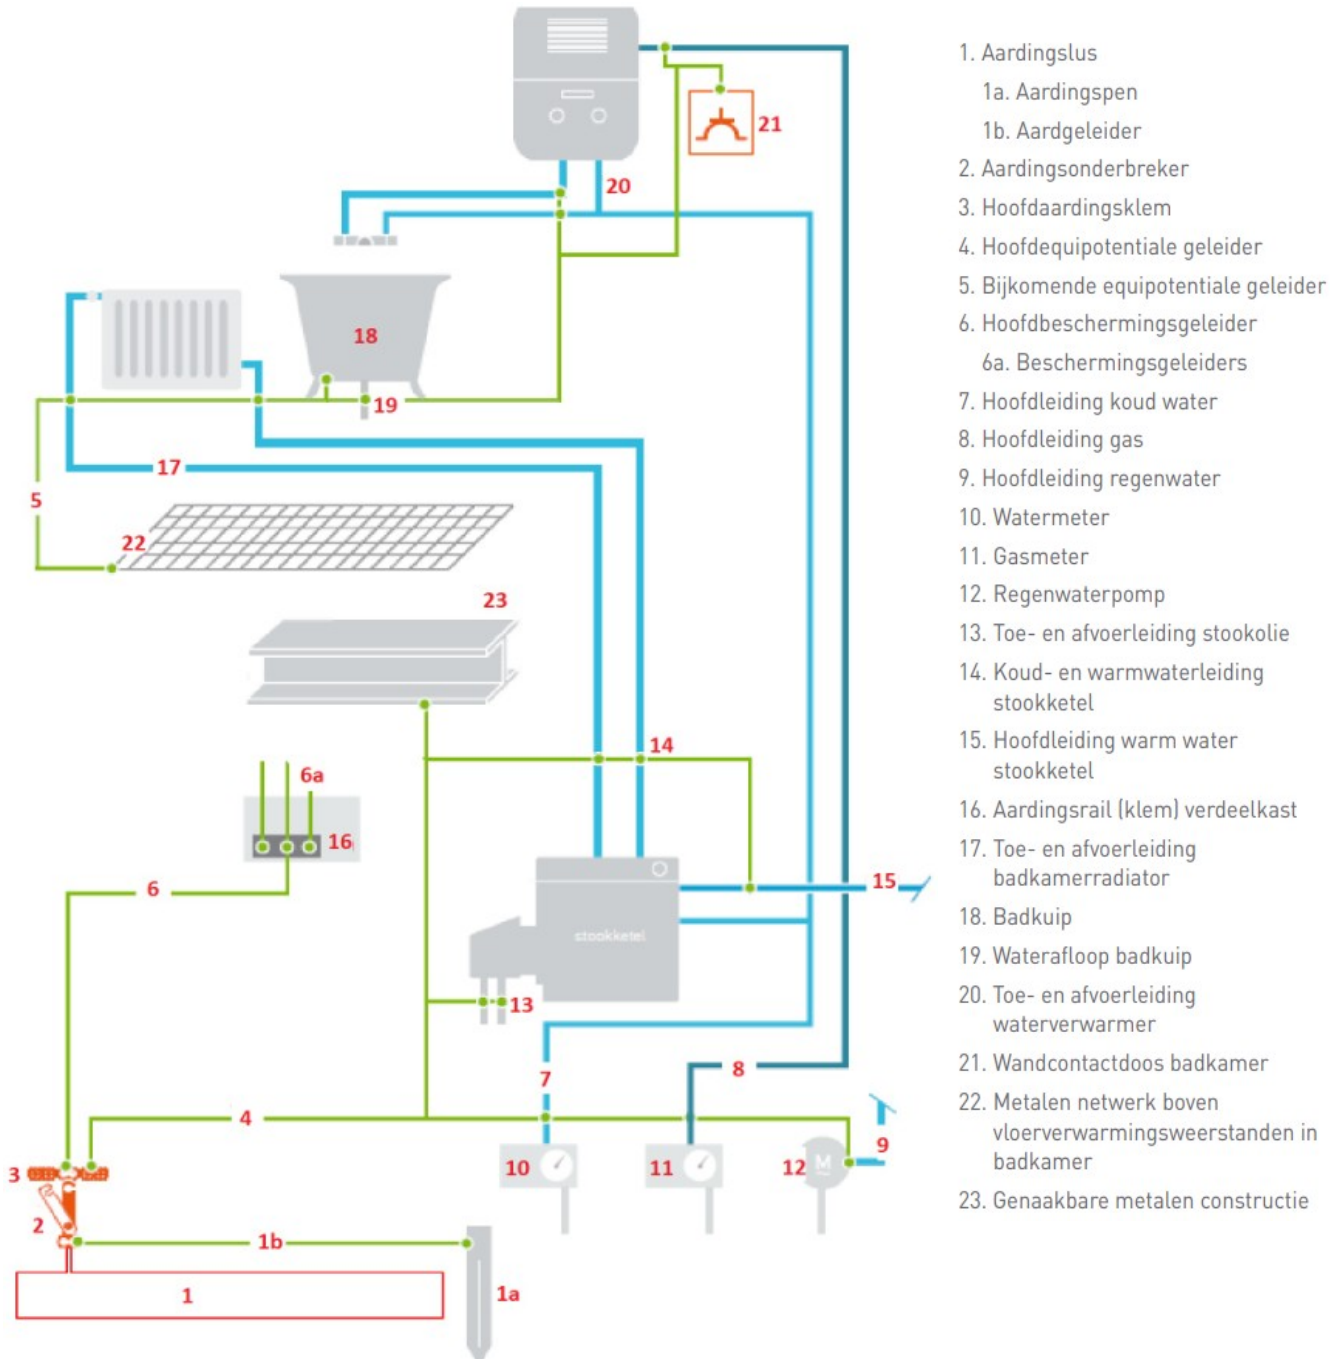 1. Aardingslus
1a. Aardingspen
1b. Aardgeleider
2. Aardingsonderbreker
3. Hoofdaardingsklem
4. Hoofdequipotentiale geleider
5. Bijkomende equipotentiale geleider
6. Hoofdbeschermingsgeleider
6a. Beschermingsgeleiders
7. Hoofdleiding koud water
8. Hoofdleiding gas
9. Hoofdleiding regenwater
10. Watermeter
11. Gasmeter
12. Regenwaterpomp
13. Toe- en afvoerleiding stookolie
14. Koud- en warmwaterleiding
stookketel
15. Hoofdleiding warm water
stookketel
16. Aardingsrail (klem) verdeelkast
17. Toe- en afvoerleiding
badkamerradiator
18. Badkuip
19. Waterafloop badkuip
20. Toe- en afvoerleiding
waterverwarmer
21. Wandcontactdoos badkamer
22. Metalen netwerk boven
vloerverwarmingsweerstanden in
badkamer
23. Genaakbare metalen constructie
21
20
18
19
17
5
22
23
14
6a
16
6
15
stookketel
13
7
8
4
9
3
10
11
12
M
2
1b
1
1a